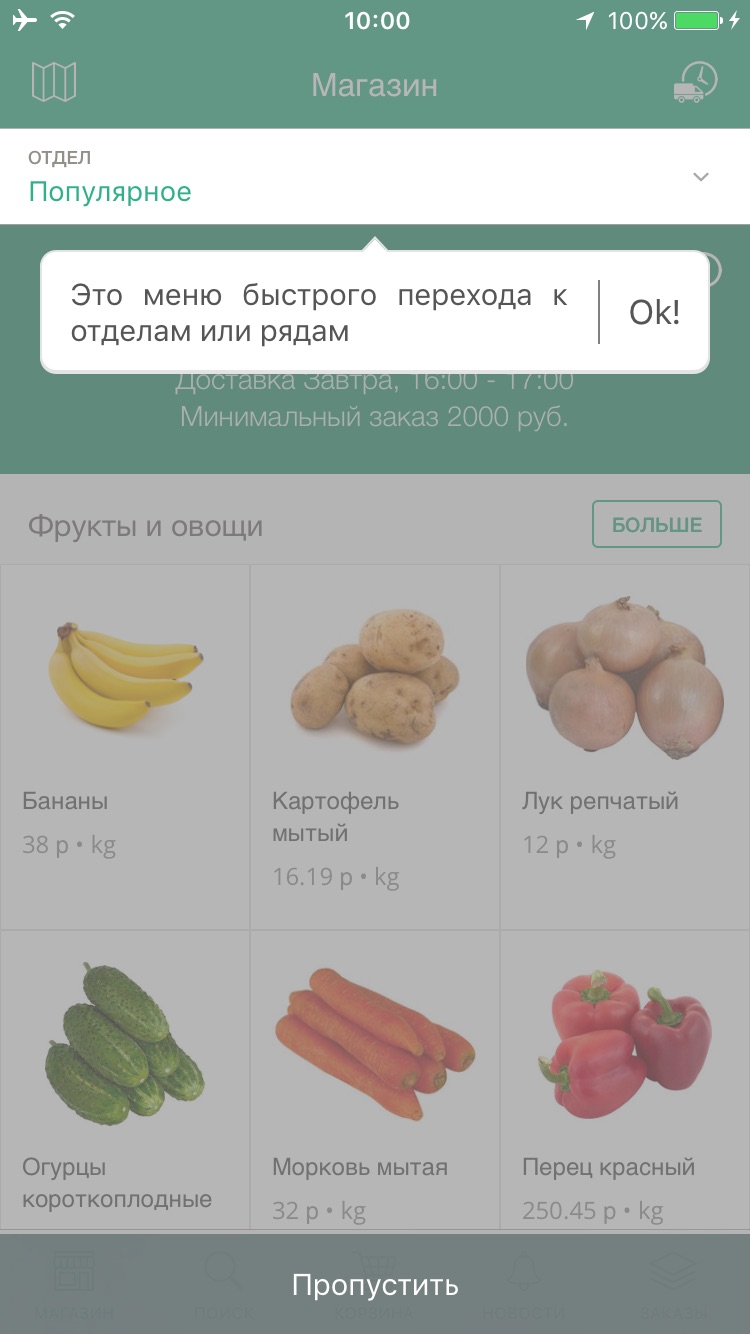 10:00
100%
Магазин
ОТДЕЛ
Популярное
Это меню быстрого перехода к
отделам или рядам
Ok!
Доставка Завтра, 16:00 - 17:00
Минимальный заказ 2000 руб.
Фрукты и овощи
БОЛЬШЕ
Бананы
38 р • kg
Картофель
мытый
16.19 р • kg
Лук репчатый
12 р • kg
Огурцы
короткоплодные
Морковь мытая
32 р • kg
Перец красный
250.45 р • kg
Пропустить
МАГАЗИН
ПОИСК
КОРЗИНА
НОВОСТИ
ЗАКАЗЫ